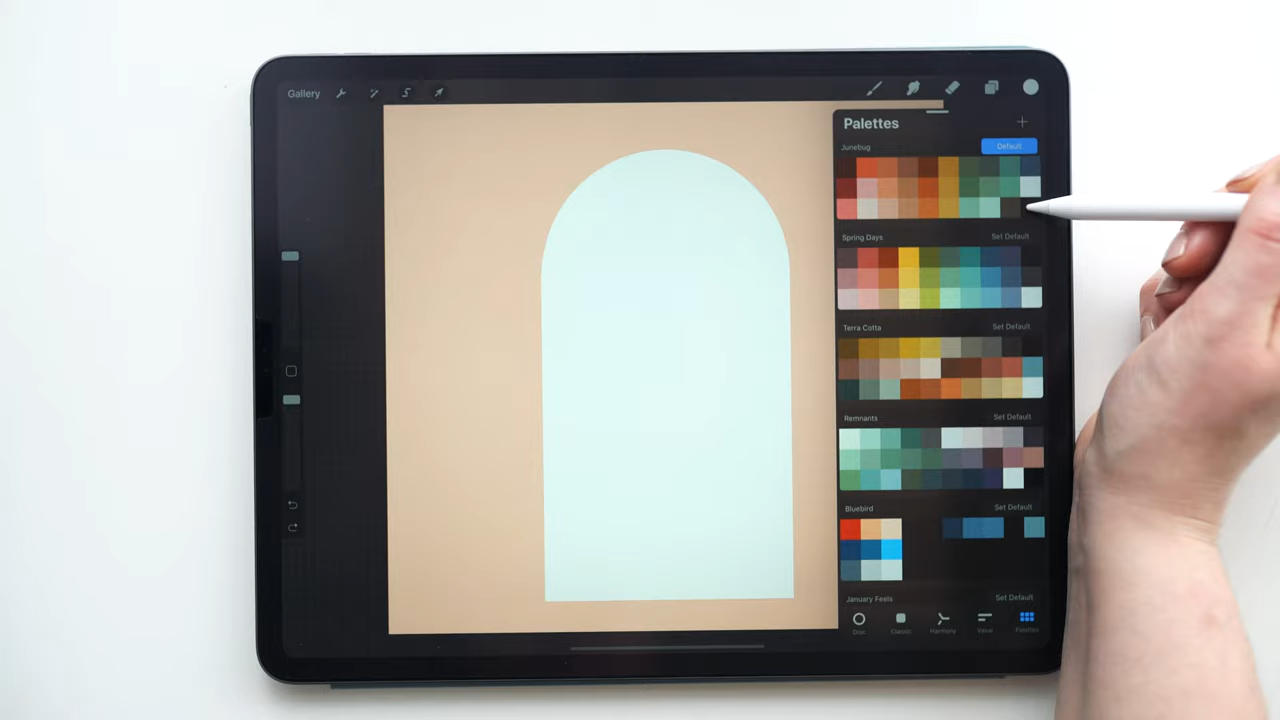 Gallery
Palettes
Junebug
Default
Spring Days
Set Default
Terra Cotta
Set Default
Remnants
Set Default
Bluebird
Set Default
January Feels
Set Default
Disc
Classic
Harmony
Value
Palettes